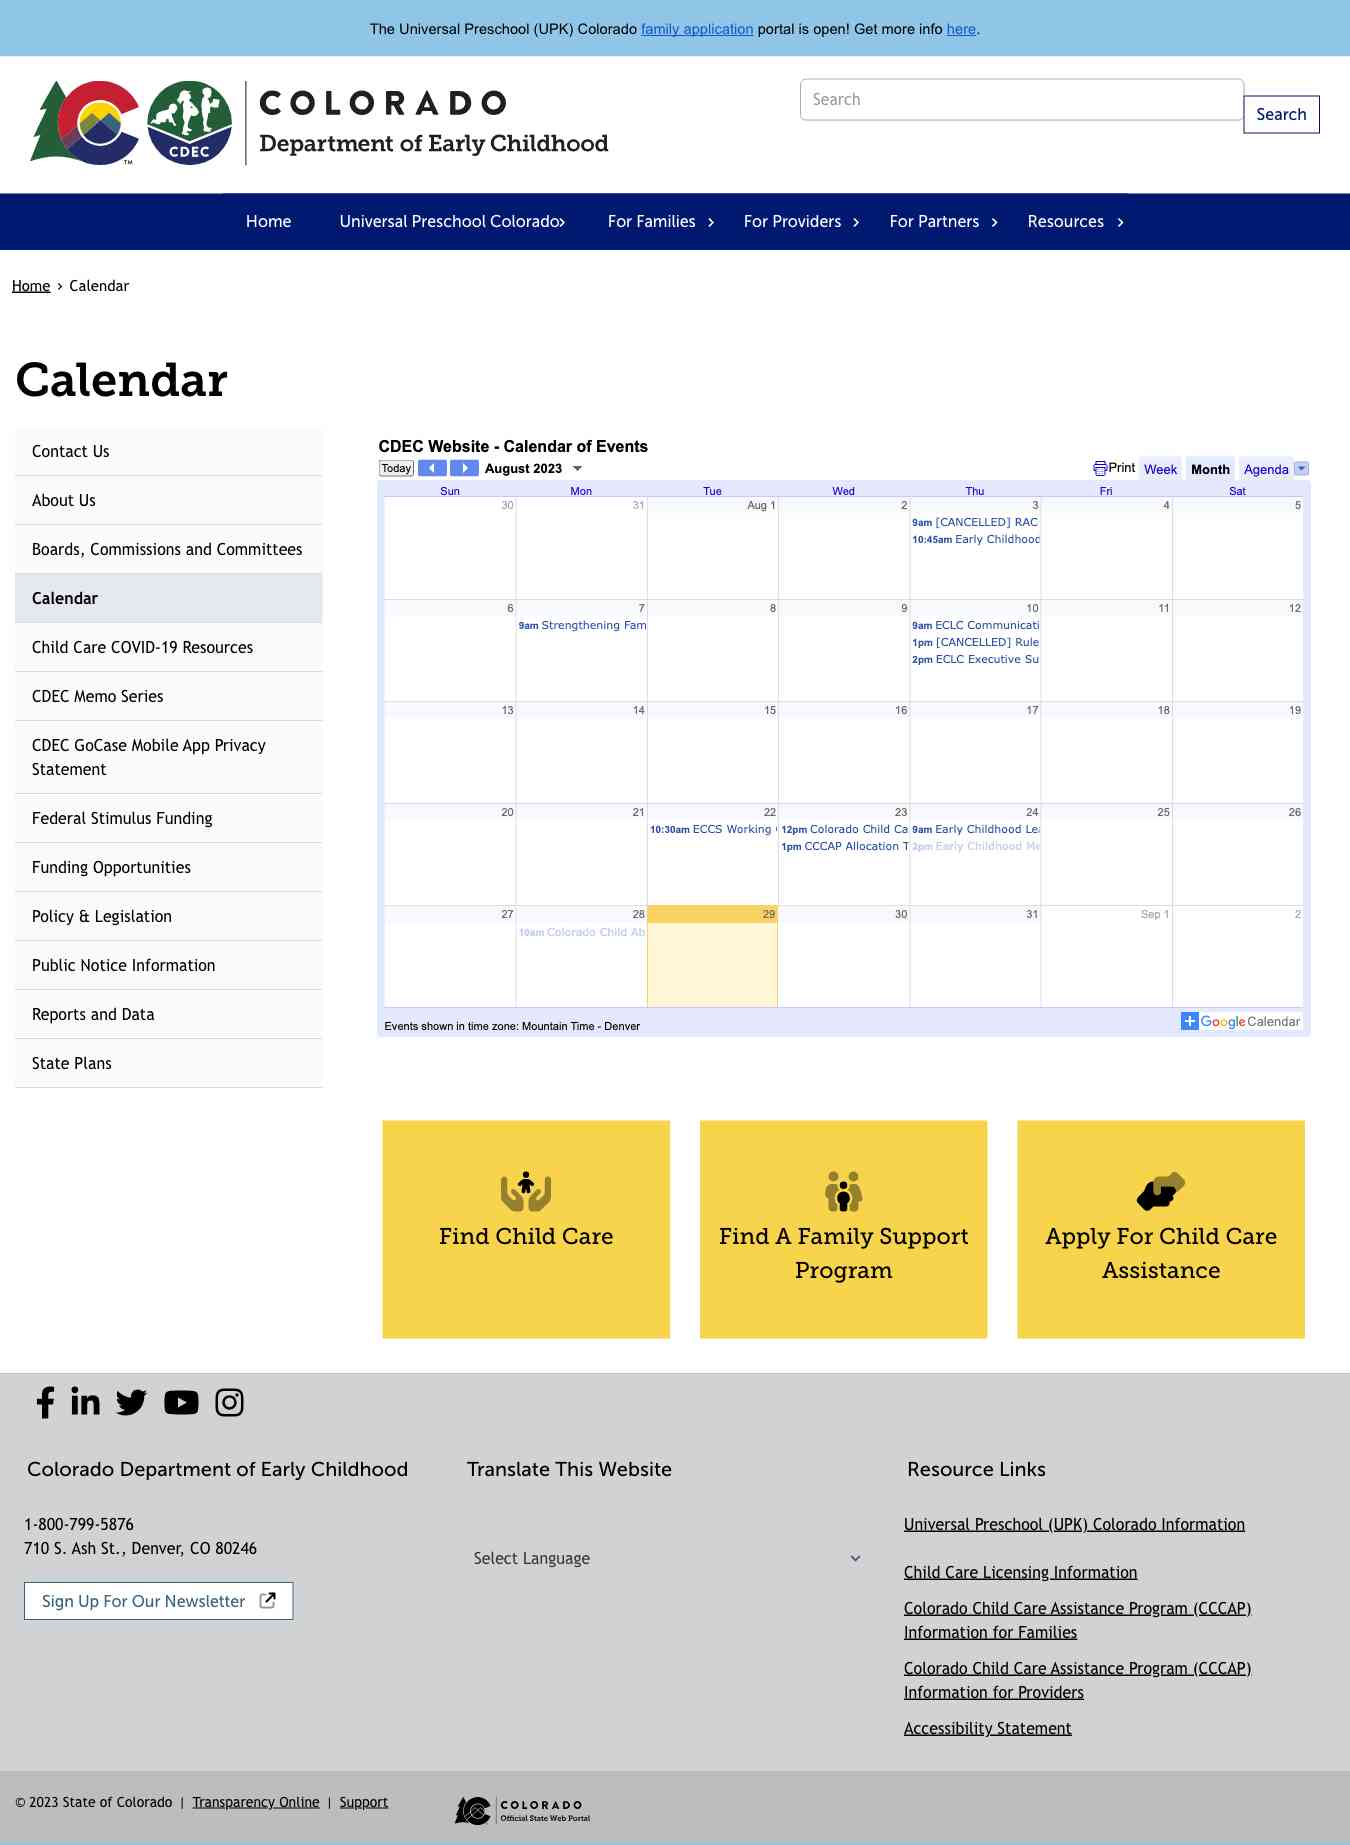 The Universal Preschool (UPK) Colorado family application portal is open! Get more info here.
CDEC
TM
COLORADO
Department of Early Childhood
Search
Search
Home
Universal Preschool Colorado
For Families
For Providers
For Partners
Resources
Home › Calendar
Calendar
Contact Us
About Us
Boards, Commissions and Committees
Calendar
Child Care COVID-19 Resources
CDEC Memo Series
CDEC GoCase Mobile App Privacy
Statement
Federal Stimulus Funding
Funding Opportunities
Policy & Legislation
Public Notice Information
Reports and Data
State Plans
CDEC Website - Calendar of Events
Today August 2023 Print Week Month Agenda
Sun Mon Tue Wed Thu Fri Sat
30 31 Aug 1 2 3 4 5
9am [CANCELLED] RAC
10:45am Early Childhood
6 7 8 9 10 11 12
9am Strengthening Fam
9am ECLC Communicati
1pm [CANCELLED] Rule
2pm ECLC Executive Su
13 14 15 16 17 18 19
20 21 22 23 24 25 26
10:30am ECCS Working
12pm Colorado Child Ca
9am Early Childhood Lea
1pm CCCAP Allocation T
2pm Early Childhood Me
27 28 29 30 31 Sep 1 2
10am Colorado Child Ab
Events shown in time zone: Mountain Time - Denver
Google Calendar
Find Child Care
Find A Family Support
Program
Apply For Child Care
Assistance
Colorado Department of Early Childhood
1-800-799-5876
710 S. Ash St., Denver, CO 80246
Sign Up For Our Newsletter
Translate This Website
Select Language
Resource Links
Universal Preschool (UPK) Colorado Information
Child Care Licensing Information
Colorado Child Care Assistance Program (CCCAP)
Information for Families
Colorado Child Care Assistance Program (CCCAP)
Information for Providers
Accessibility Statement
© 2023 State of Colorado | Transparency Online | Support
COLORADO
Official State Web Portal